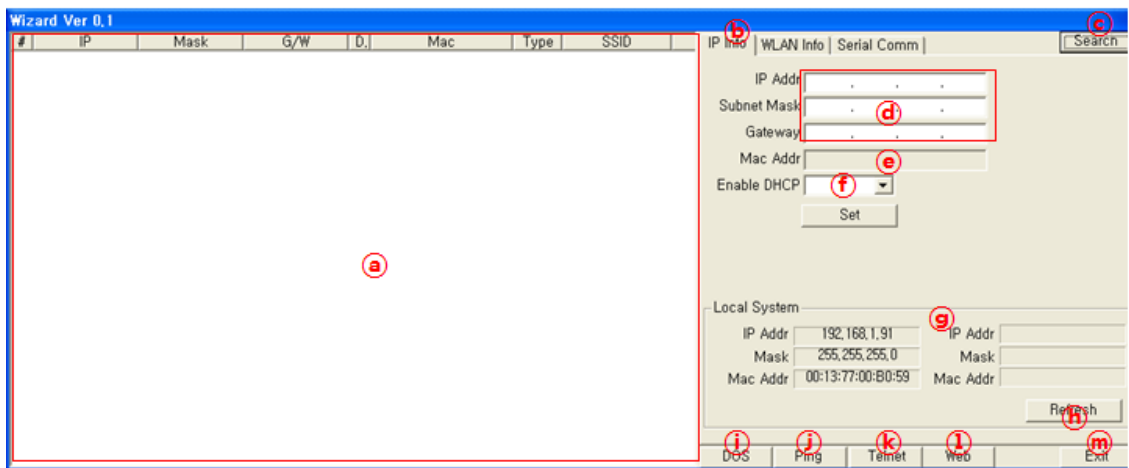 Wizard Ver 0,1
# IP Mask G/W D, Mac Type SSID
ⓑ
ⓒ
IP Info WLAN Info Serial Comm Search
IP Addr . . .
Subnet Mask . . .
ⓓ
Gateway . . .
Mac Addr ⓔ
Enable DHCP ⓕ
Set
ⓐ
Local System
ⓖ
IP Addr 192,168,1,91 IP Addr
Mask 255,255,255,0 Mask
Mac Addr 00:13:77:00:B0:59 Mac Addr
Refresh
ⓗ
ⓘ ⓙ ⓚ ⓛ ⓜ
DOS Ping Telnet Web Exit